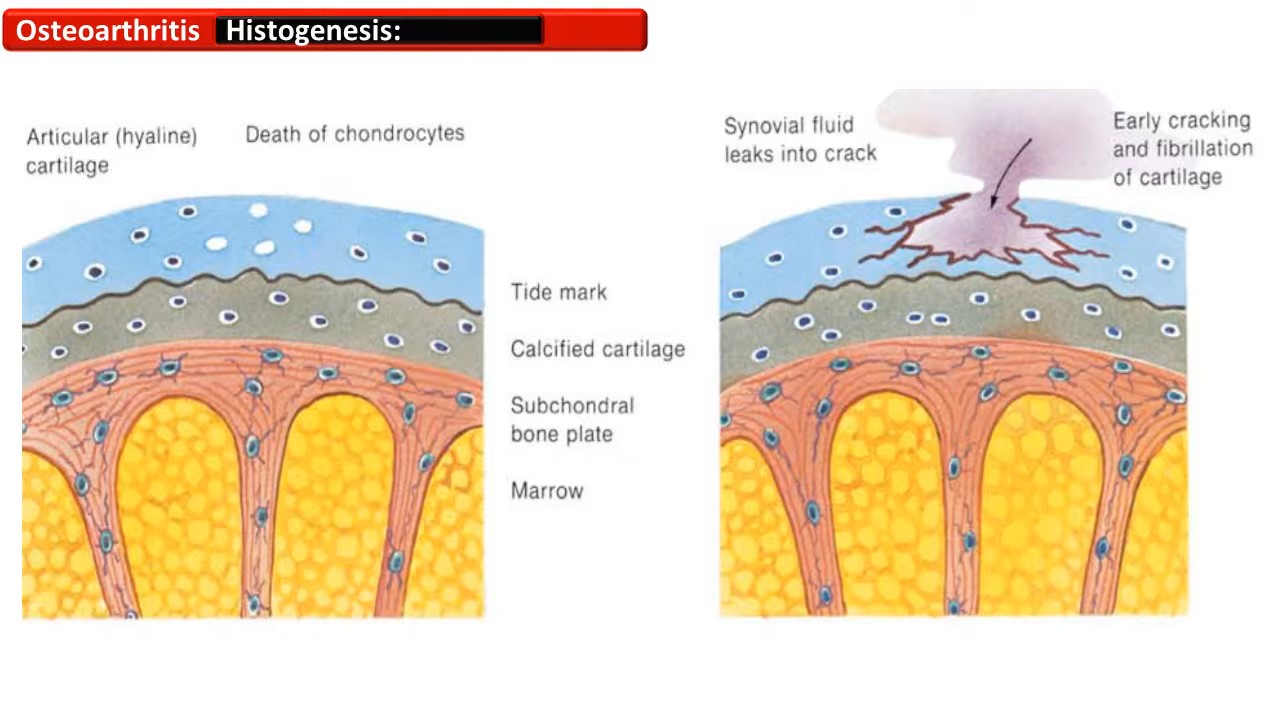 Osteoarthritis Histogenesis:
Articular (hyaline)
cartilage
Death of chondrocytes
Synovial fluid
leaks into crack
Early cracking
and fibrillation
of cartilage
Tide mark
Calcified cartilage
Subchondral
bone plate
Marrow